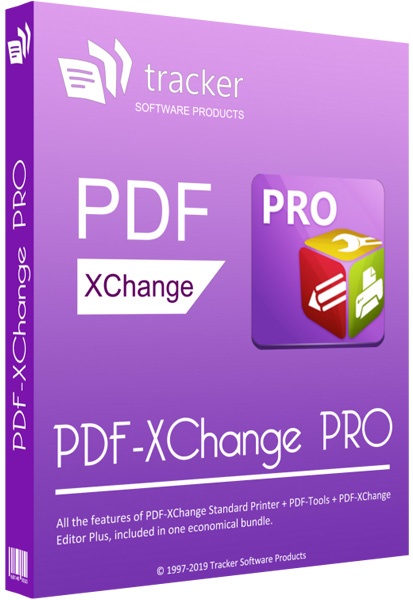 tracker
SOFTWARE PRODUCTS
PDF
XChange
PRO
PDF-XChange PRO
PDF-XChange PRO
All the features of PDF-XChange Standard Printer + PDF-Tools + PDF-XChange
Editor Plus, included in one economical bundle.
© 1997-2019 Tracker Software Products